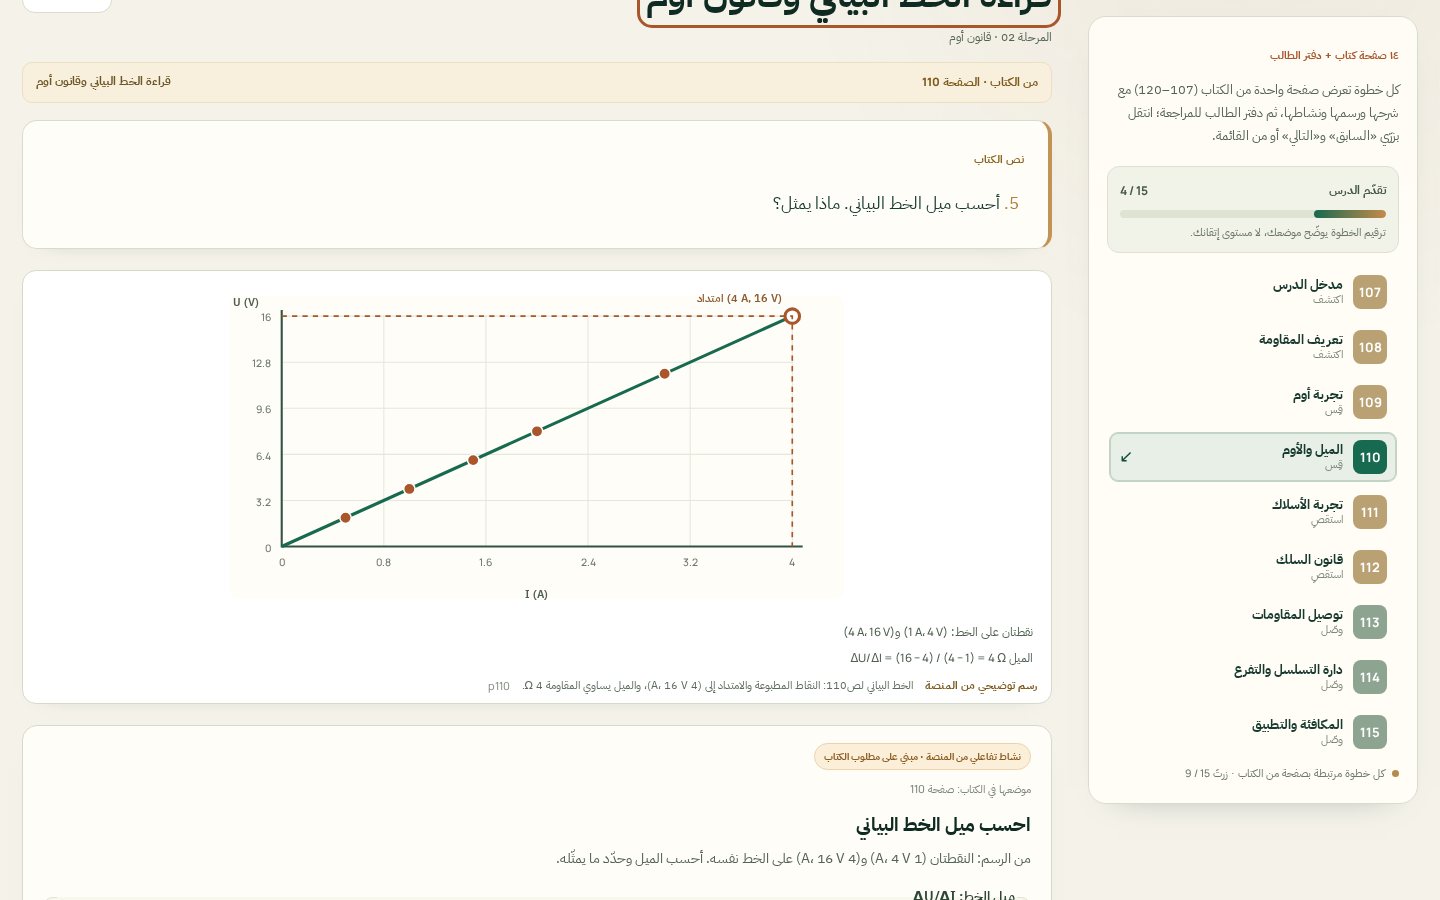 قراءة الخط البياني وقانون أوم
المرحلة 02 · قانون أوم
من الكتاب · الصفحة 110
قراءة الخط البياني وقانون أوم
نص الكتاب
5. أحسب ميل الخط البياني. ماذا يمثل؟
U (V)
امتداد (4 A, 16 V)
16
12.8
9.6
6.4
3.2
0
0 0.8 1.6 2.4 3.2 4
I (A)
نقطتان على الخط: (1 A، 4 V) و(4 A، 16 V)
الميل ΔU/ΔI = (16 − 4) / (4 − 1) = 4 Ω
رسم توضيحي من المنصة الخط البياني لص110: النقاط المطبوعة والامتداد إلى (4 A، 16 V)، والميل يساوي المقاومة 4 Ω. p110
نشاط تفاعلي من المنصة · مبني على مطلوب الكتاب
موضعها في الكتاب: صفحة 110
احسب ميل الخط البياني
من الرسم: النقطتان (1 A، 4 V) و(4 A، 16 V) على الخط نفسه. أحسب الميل وحدّد ما يمثّله.
ميل الخط: ΔU/ΔI
١٤ صفحة كتاب + دفتر الطالب
كل خطوة تعرض صفحة واحدة من الكتاب (107–120) مع
شرحها ورسمها ونشاطها، ثم دفتر الطالب للمراجعة؛ انتقل
بزرّي «السابق» و«التالي» أو من القائمة.
تقدّم الدرس
4 / 15
ترقيم الخطوة يوضّح موضعك، لا مستوى إتقانك.
107 مدخل الدرس
اكتشف
108 تعريف المقاومة
اكتشف
109 تجربة أوم
قِس
110 الميل والأوم ↙
قِس
111 تجربة الأسلاك
استقصِ
112 قانون السلك
استقصِ
113 توصيل المقاومات
وصّل
114 دارة التسلسل والتفرع
وصّل
115 المكافئة والتطبيق
وصّل
كل خطوة مرتبطة بصفحة من الكتاب · زرتَ 15 / 9